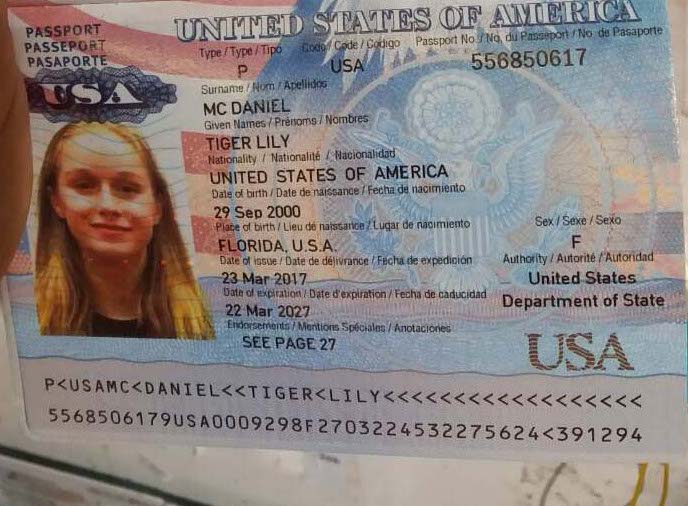 PASSPORT
PASSEPORT
PASAPORTE
UNITED STATES OF AMERICA
Type / Type / Tipo Code / Code / Codigo Passport No. / No. du Passeport / No. de Pasaporte
P USA 556850617
USA
Surname / Nom / Apellidos
MC DANIEL
Given Names / Prénoms / Nombres
TIGER LILY
Nationality / Nationalité / Nacionalidad
UNITED STATES OF AMERICA
Date of birth / Date de naissance / Fecha de nacimiento
29 Sep 2000
Place of birth / Lieu de naissance / Lugar de nacimiento Sex / Sexe / Sexo
FLORIDA, U.S.A. F
Date of issue / Date de délivrance / Fecha de expedición Authority / Autorité / Autoridad
23 Mar 2017 United States
Date of expiration / Date d'expiration / Fecha de caducidad Department of State
22 Mar 2027
Endorsements / Mentions Spéciales / Anotaciones
SEE PAGE 27
USA
P<USAMC<DANIEL<<TIGER<LILY<<<<<<<<<<<<<<<<<<
5568506179USA0009298F2703224532275624<391294